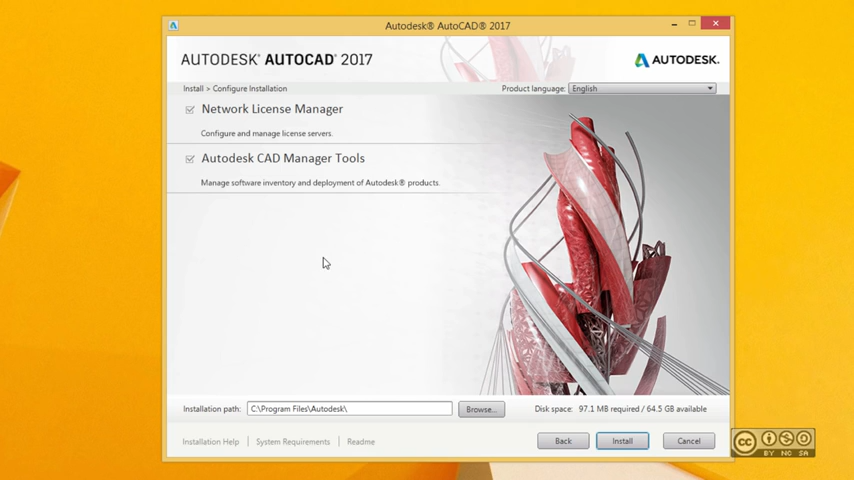 Autodesk® AutoCAD® 2017
AUTODESK® AUTOCAD® 2017
AUTODESK.
Install > Configure Installation
Product language: English
Network License Manager
Configure and manage license servers.
Autodesk CAD Manager Tools
Manage software inventory and deployment of Autodesk® products.
Installation path: C:\Program Files\Autodesk\ Browse... Disk space: 97.1 MB required / 64.5 GB available
Installation Help | System Requirements | Readme Back Install Cancel
cc
BY NC SA